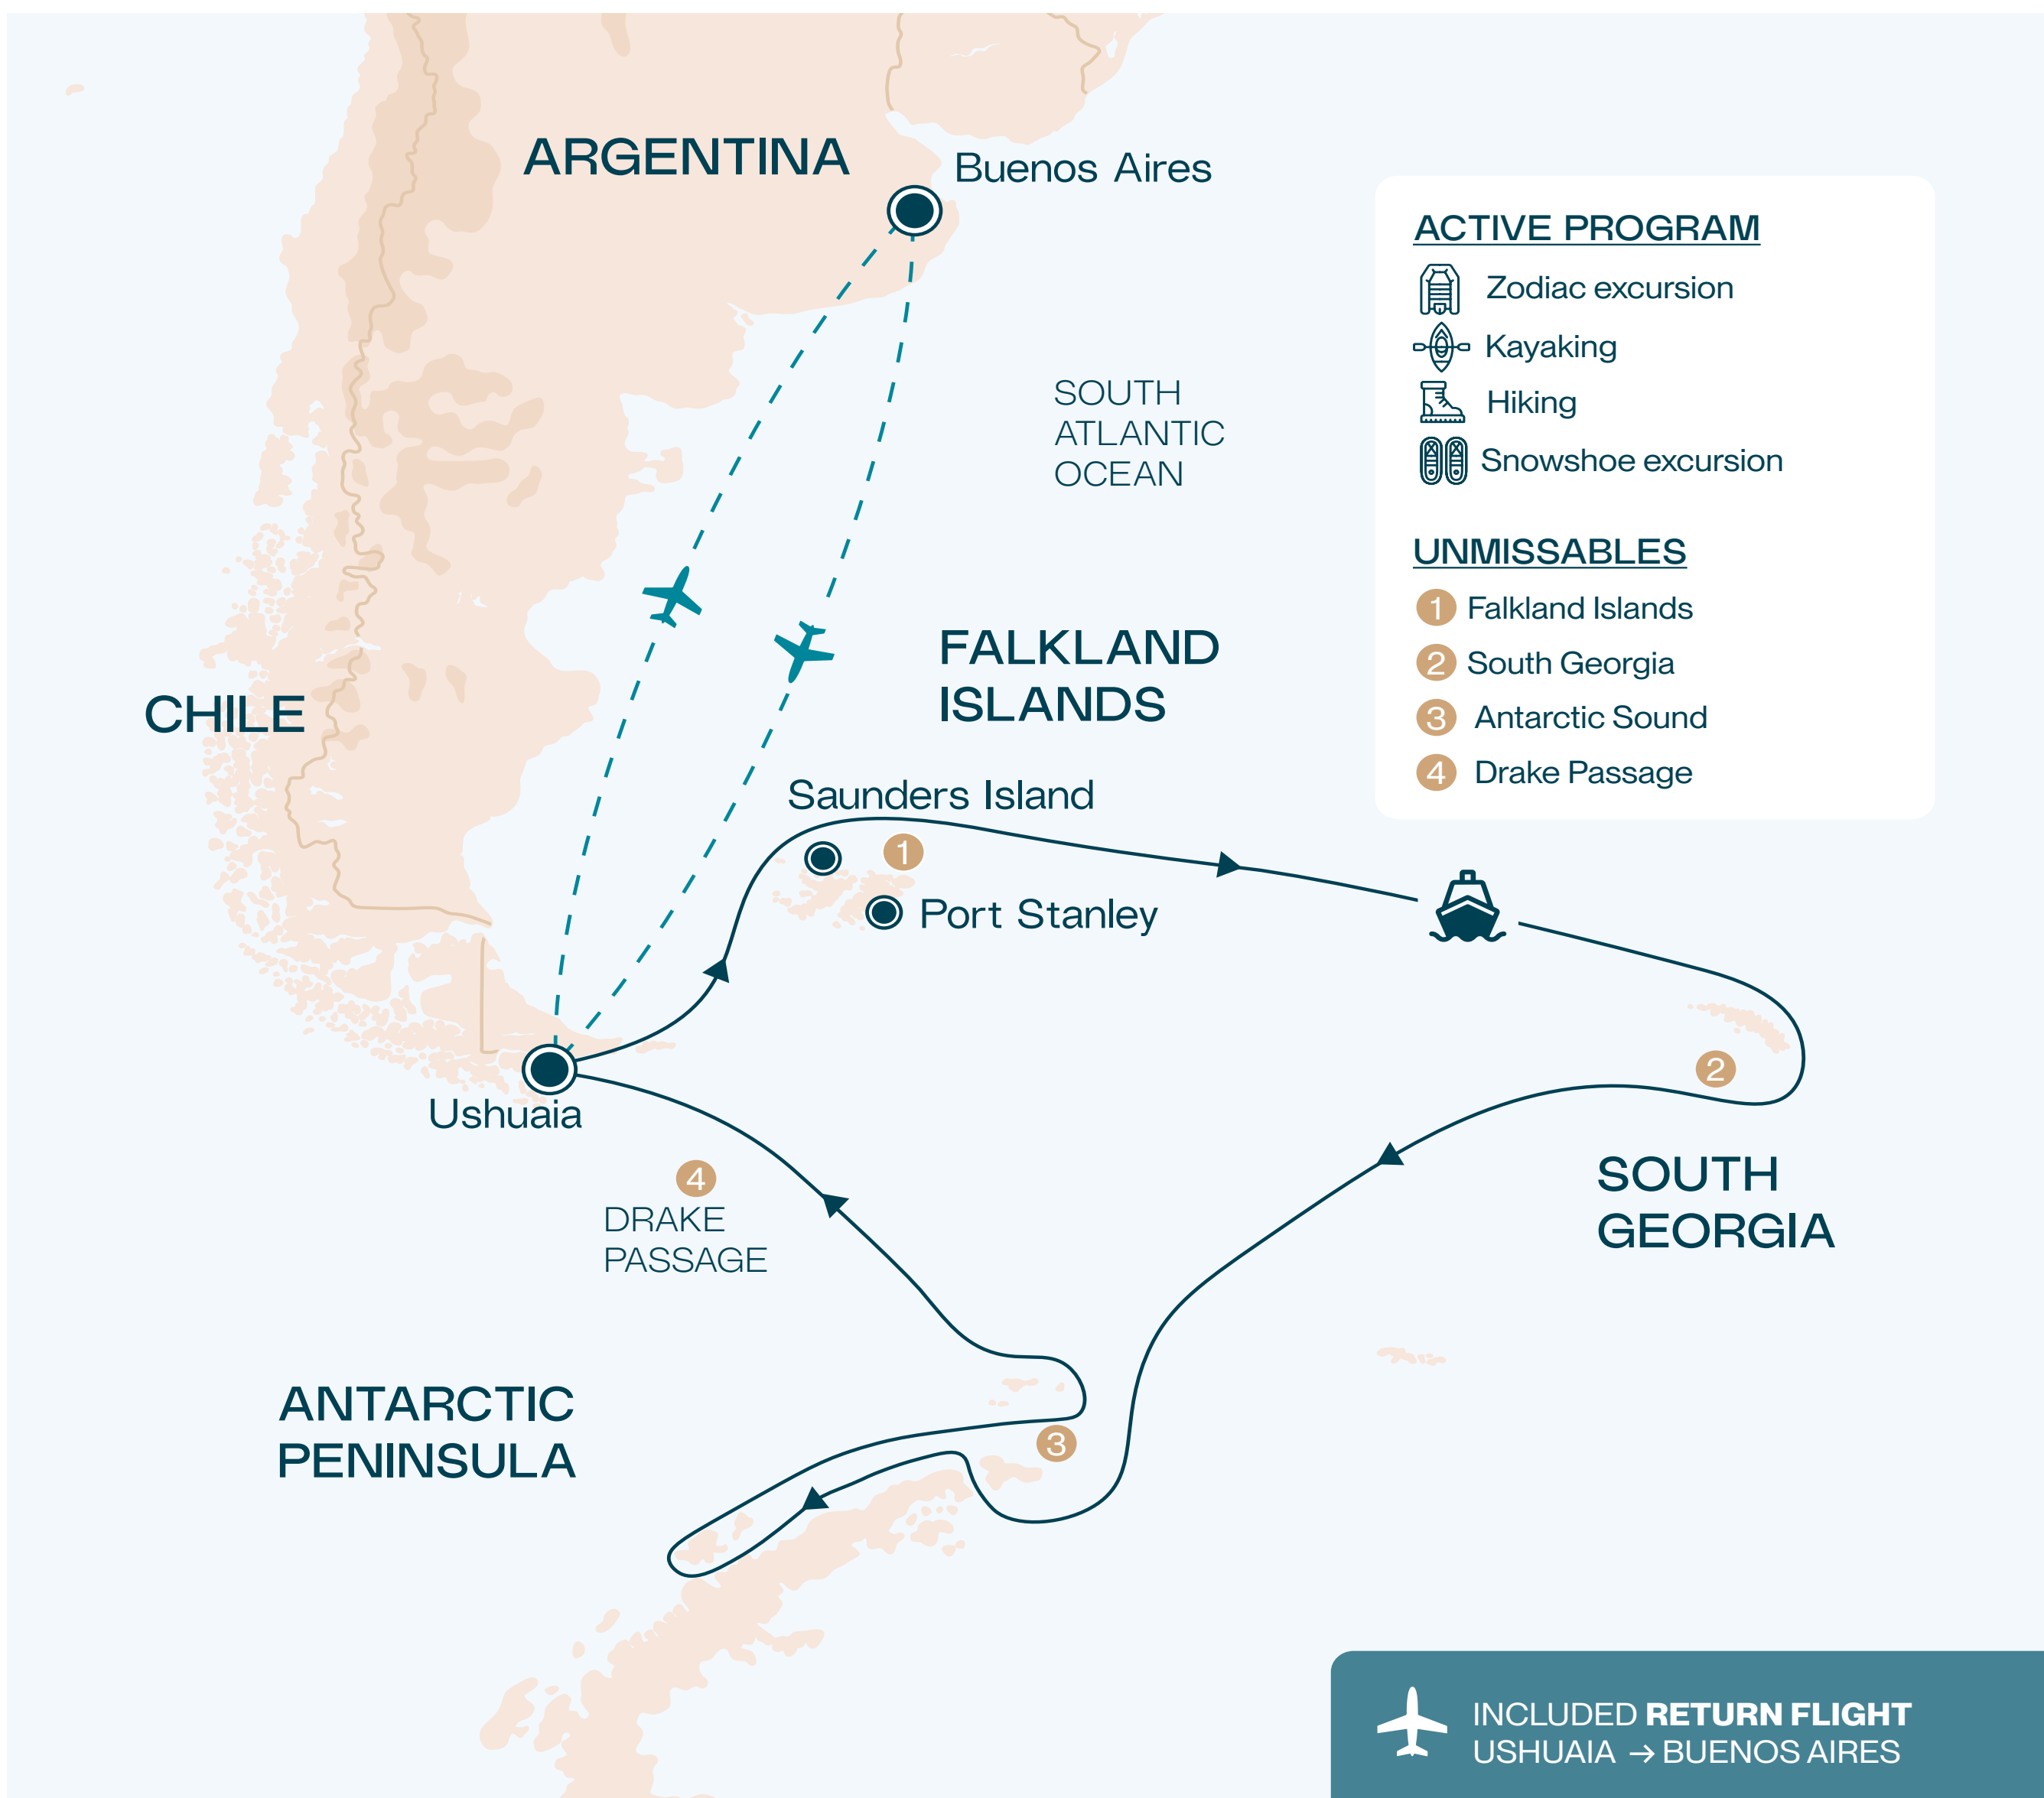 ARGENTINA
Buenos Aires
ACTIVE PROGRAM
Zodiac excursion
Kayaking
Hiking
Snowshoe excursion
UNMISSABLES
1 Falkland Islands
2 South Georgia
3 Antarctic Sound
4 Drake Passage
SOUTH
ATLANTIC
OCEAN
FALKLAND
ISLANDS
CHILE
Saunders Island
1
Port Stanley
2
Ushuaia
SOUTH
GEORGIA
4
DRAKE
PASSAGE
ANTARCTIC
PENINSULA
3
INCLUDED RETURN FLIGHT
USHUAIA → BUENOS AIRES